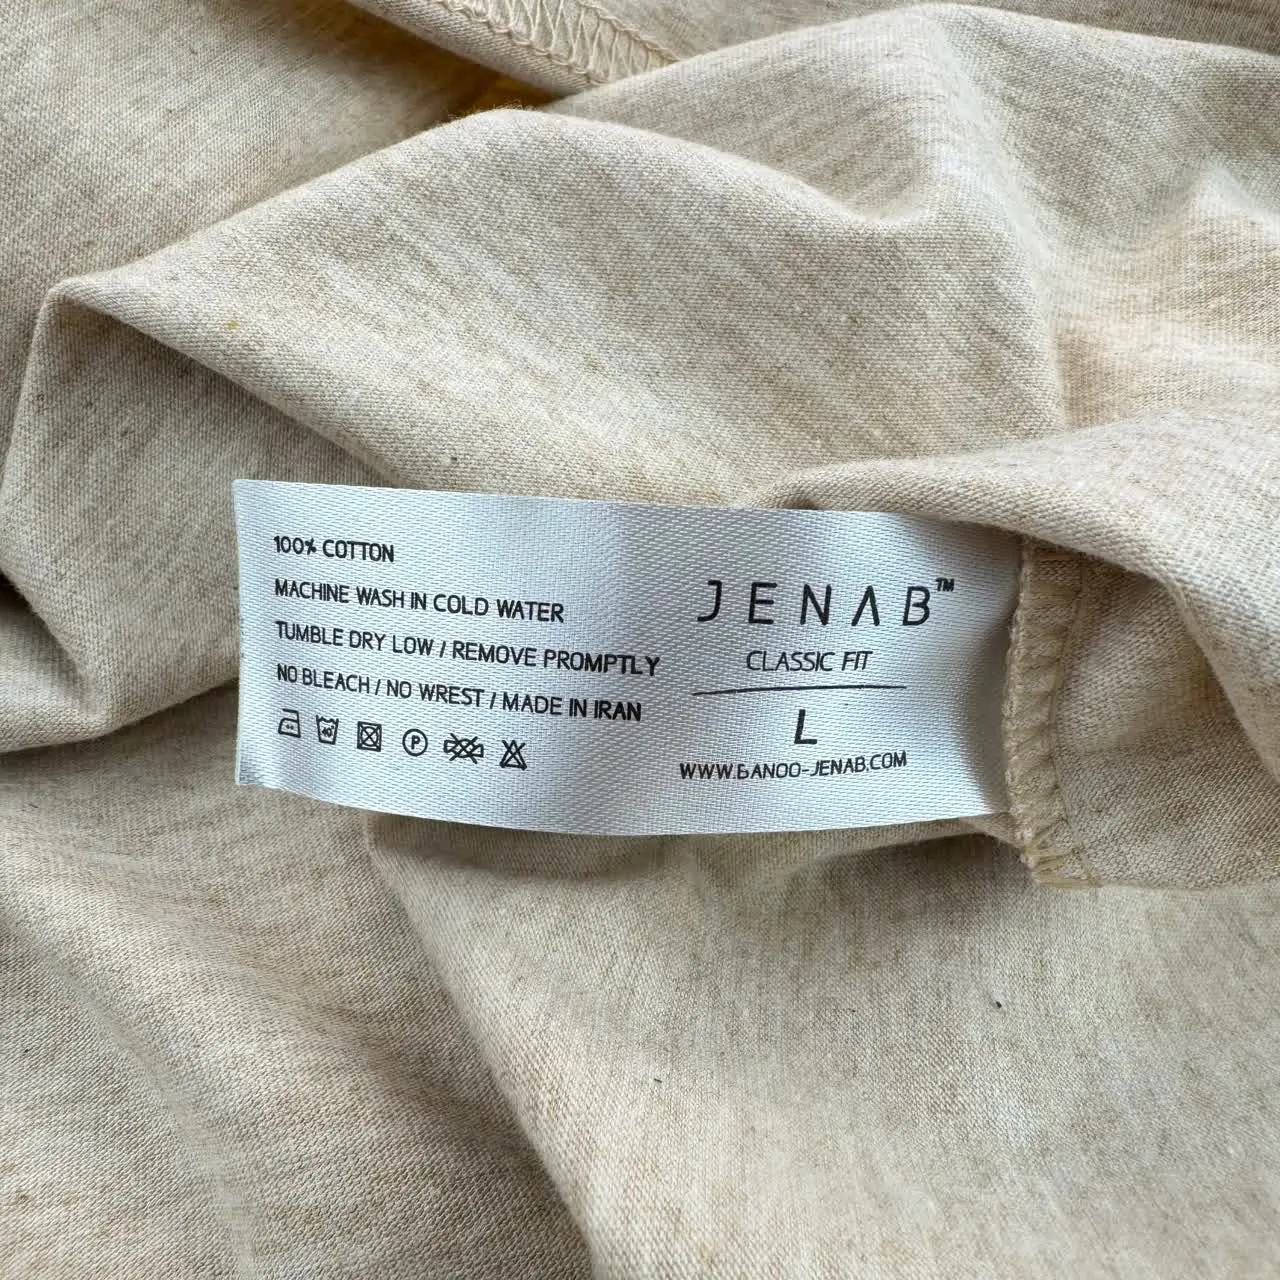 100% COTTON
MACHINE WASH IN COLD WATER
TUMBLE DRY LOW / REMOVE PROMPTLY
NO BLEACH / NO WREST / MADE IN IRAN
40°
P
JENAB™
CLASSIC FIT
L
WWW.BANOO-JENAB.COM